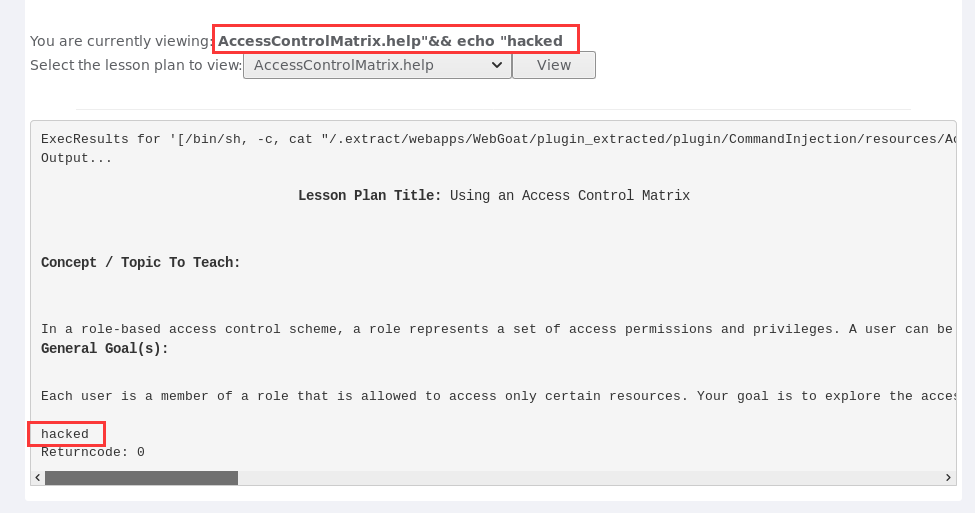 You are currently viewing: AccessControlMatrix.help"&& echo "hacked
Select the lesson plan to view: AccessControlMatrix.help View
ExecResults for '[/bin/sh, -c, cat "/.extract/webapps/WebGoat/plugin_extracted/plugin/CommandInjection/resources/Ac
Output...
Lesson Plan Title: Using an Access Control Matrix
Concept / Topic To Teach:
In a role-based access control scheme, a role represents a set of access permissions and privileges. A user can be
General Goal(s):
Each user is a member of a role that is allowed to access only certain resources. Your goal is to explore the acces
hacked
Returncode: 0